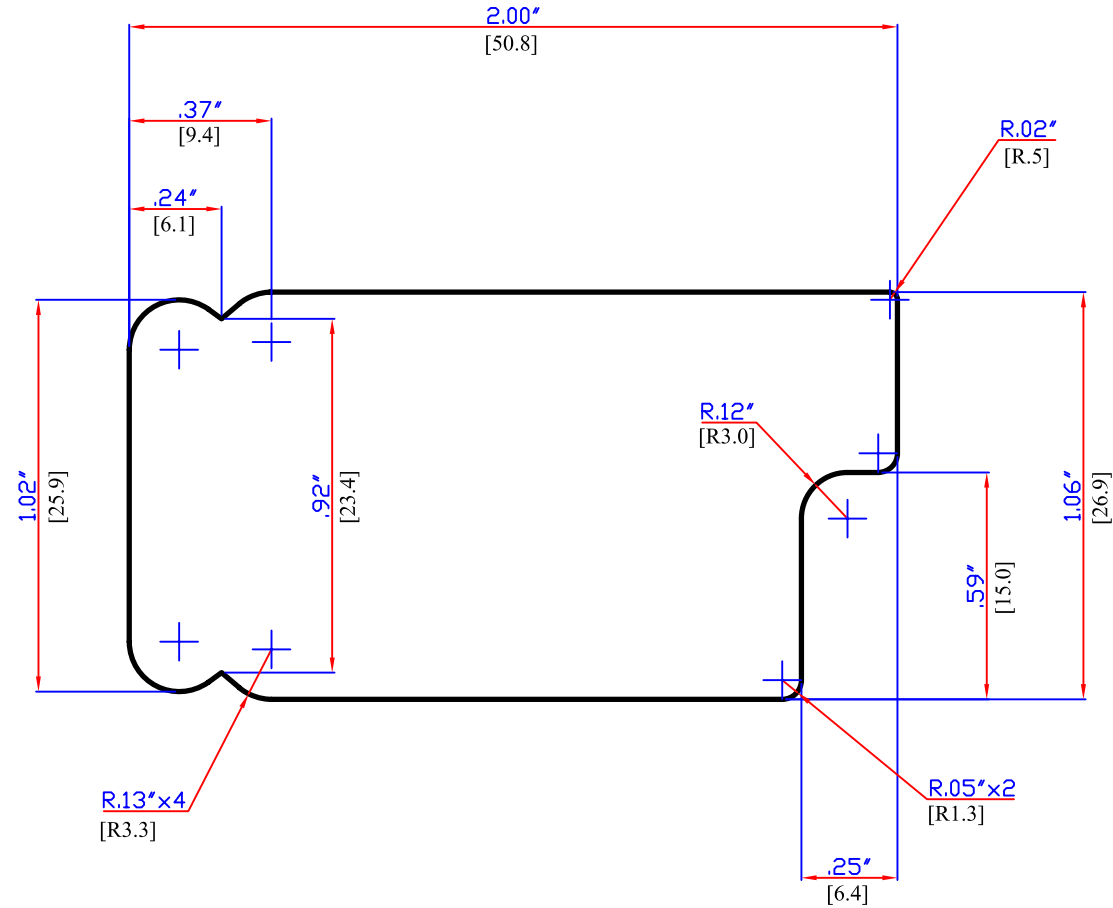 2.00″
[50.8]
.37″
[9.4]
R.02″
[R.5]
.24″
[6.1]
R.12″
[R3.0]
1.02″
[25.9]
.92″
[23.4]
1.06″
[26.9]
.59″
[15.0]
R.13″x4
[R3.3]
R.05″x2
[R1.3]
.25″
[6.4]